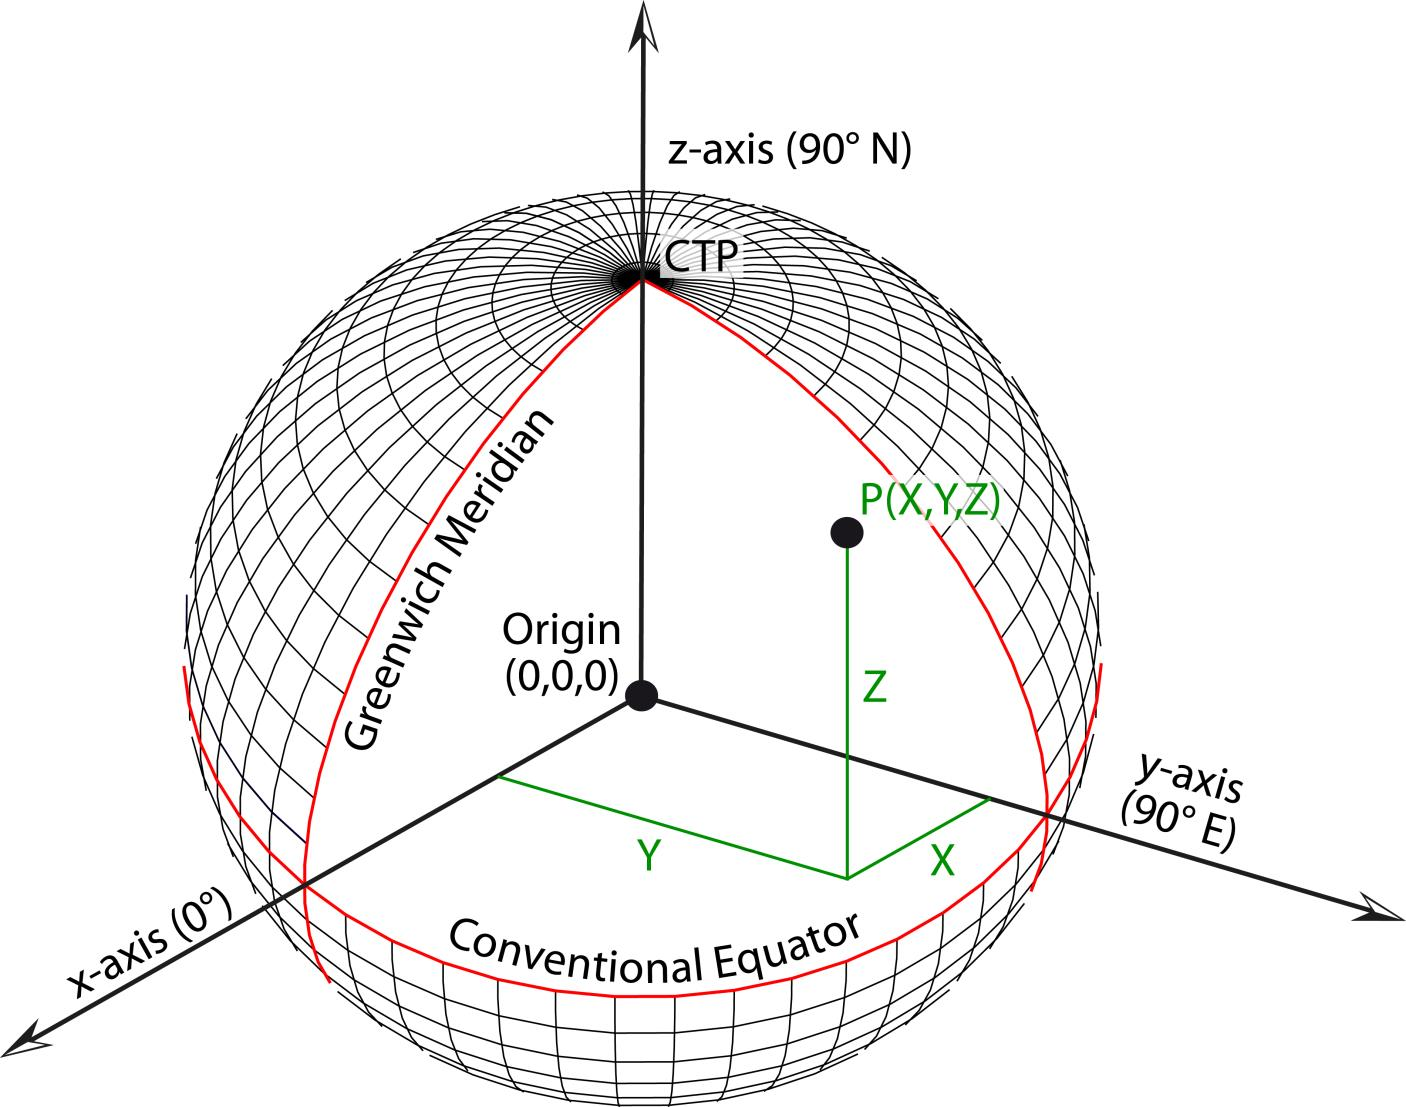 z-axis (90° N)
CTP
Greenwich Meridian
P(X,Y,Z)
Origin
(0,0,0)
Z
y-axis
(90° E)
Y
X
x-axis (0°)
Conventional Equator